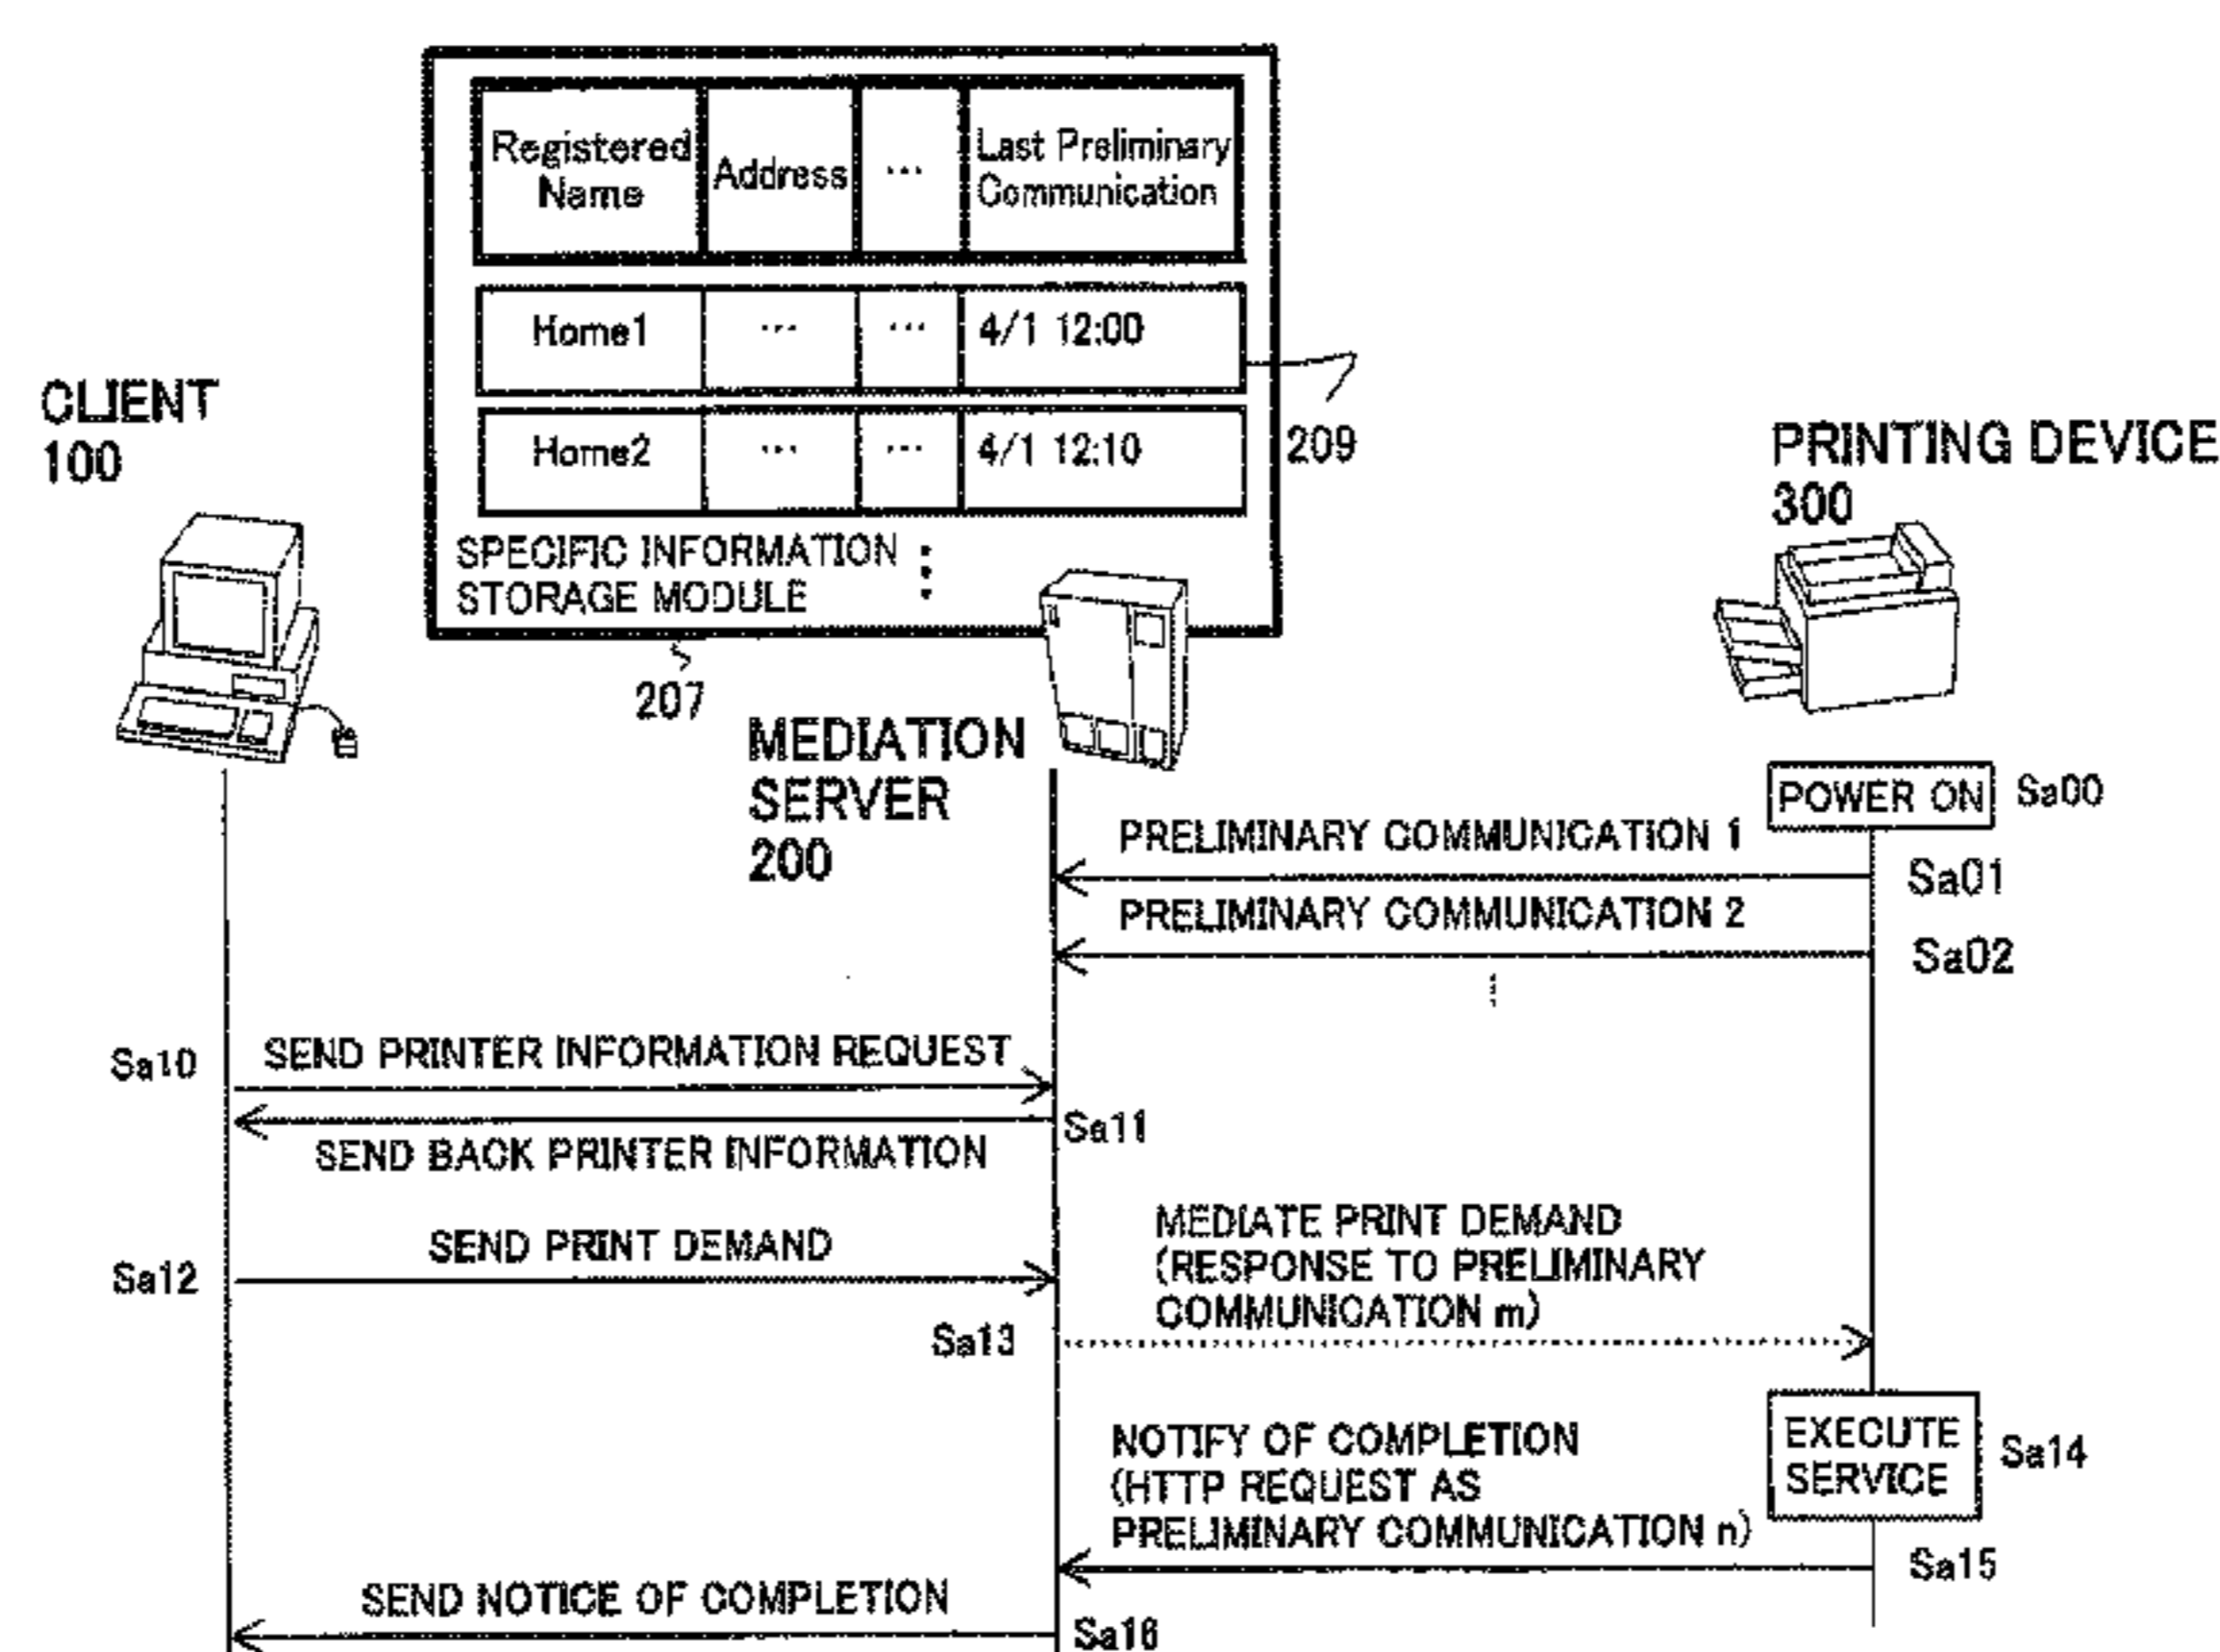 Registered
Name
Address
...
Last Preliminary
Communication
Home1
...
...
4/1 12:00
Home2
...
...
4/1 12:10
209
SPECIFIC INFORMATION
STORAGE MODULE
207
CLIENT
100
MEDIATION
SERVER
200
PRINTING DEVICE
300
POWER ON
Sa00
PRELIMINARY COMMUNICATION 1
Sa01
PRELIMINARY COMMUNICATION 2
Sa02
Sa10
SEND PRINTER INFORMATION REQUEST
Sa11
SEND BACK PRINTER INFORMATION
Sa12
SEND PRINT DEMAND
MEDIATE PRINT DEMAND
(RESPONSE TO PRELIMINARY
COMMUNICATION m)
Sa13
EXECUTE
SERVICE
Sa14
NOTIFY OF COMPLETION
(HTTP REQUEST AS
PRELIMINARY COMMUNICATION n)
Sa15
SEND NOTICE OF COMPLETION
Sa16